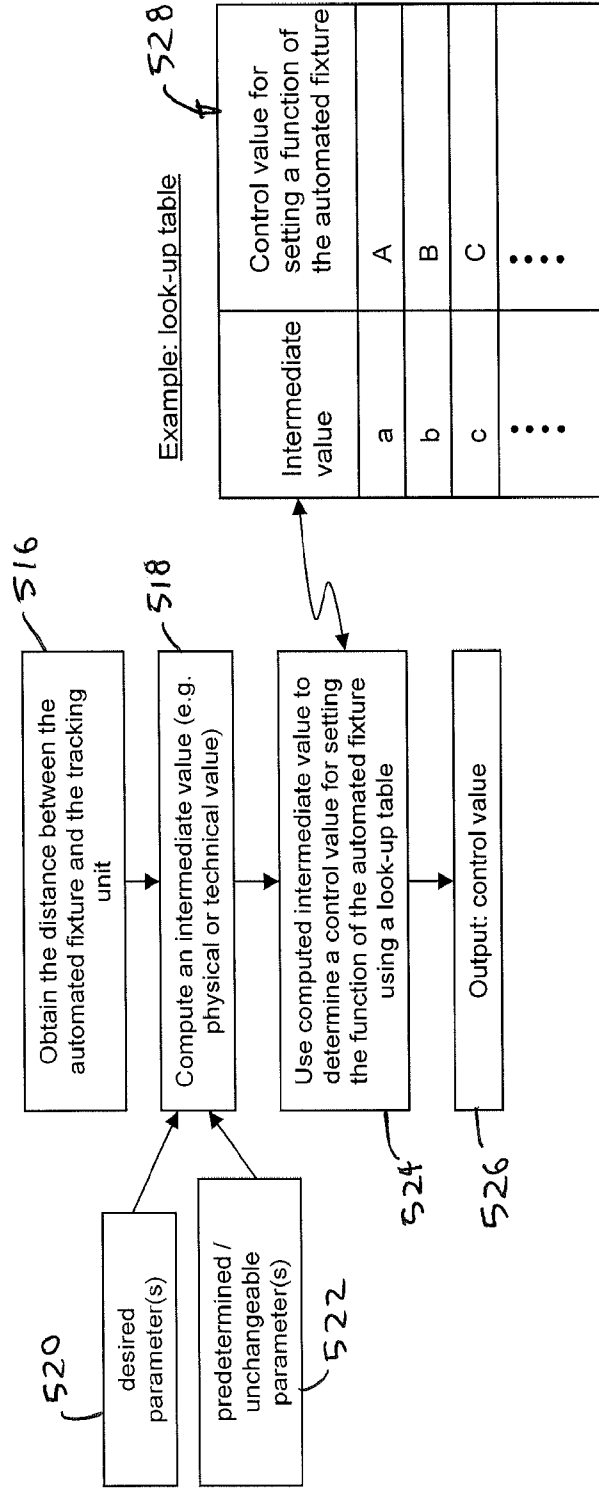 516
Obtain the distance between the
automated fixture and the tracking
unit
520
desired
parameter(s)
518
Compute an intermediate value (e.g.
physical or technical value)
predetermined /
unchangeable
parameter(s)
522
Use computed intermediate value to
determine a control value for setting
the function of the automated fixture
using a look-up table
524
Output: control value
526
Example: look-up table
528
Intermediate
value
Control value for
setting a function of
the automated fixture
a A
b B
c C
•••• ••••